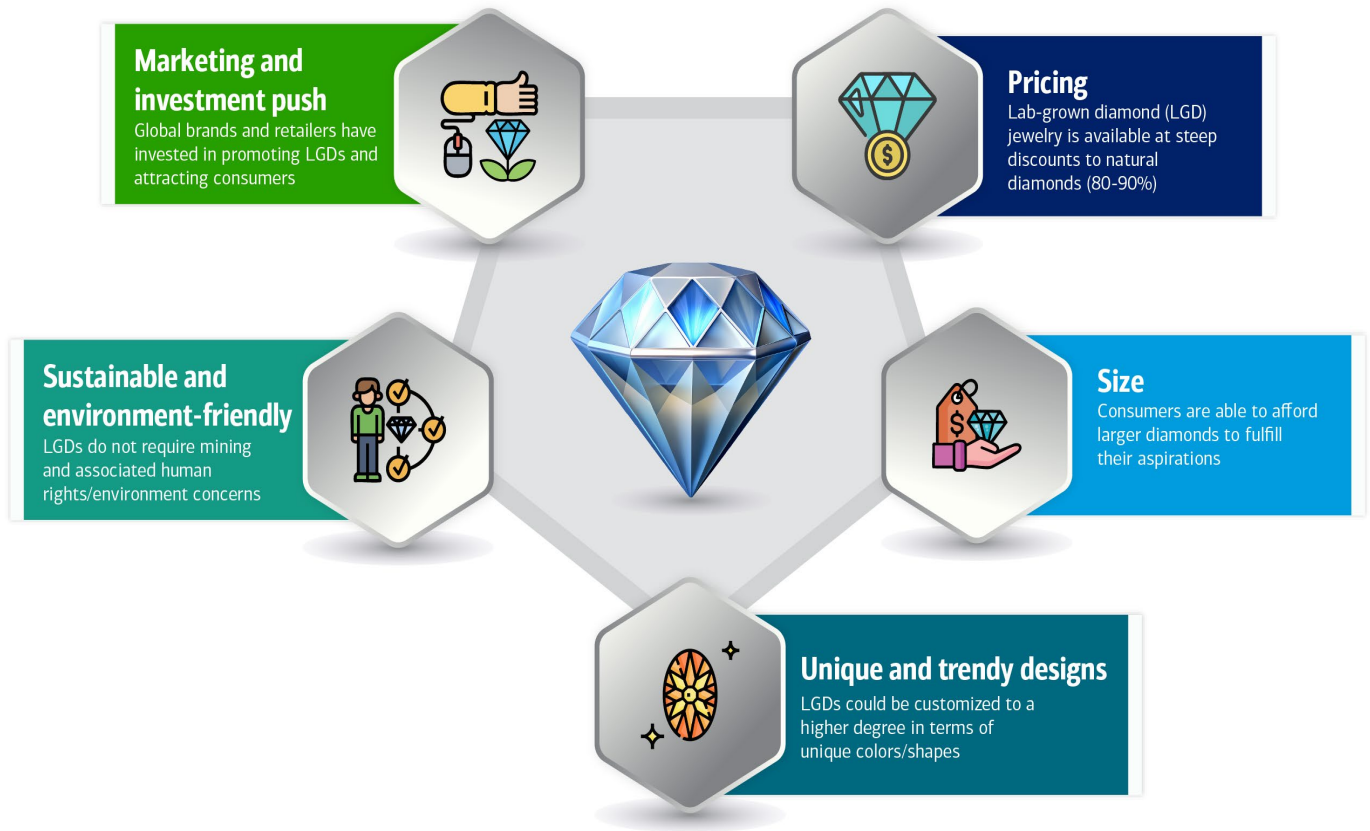 Marketing and
investment push
Global brands and retailers have
invested in promoting LGDs and
attracting consumers
Pricing
Lab-grown diamond (LGD)
jewelry is available at steep
discounts to natural
diamonds (80-90%)
$
Sustainable and
environment-friendly
LGDs do not require mining
and associated human
rights/environment concerns
$
Size
Consumers are able to afford
larger diamonds to fulfill
their aspirations
Unique and trendy designs
LGDs could be customized to a
higher degree in terms of
unique colors/shapes